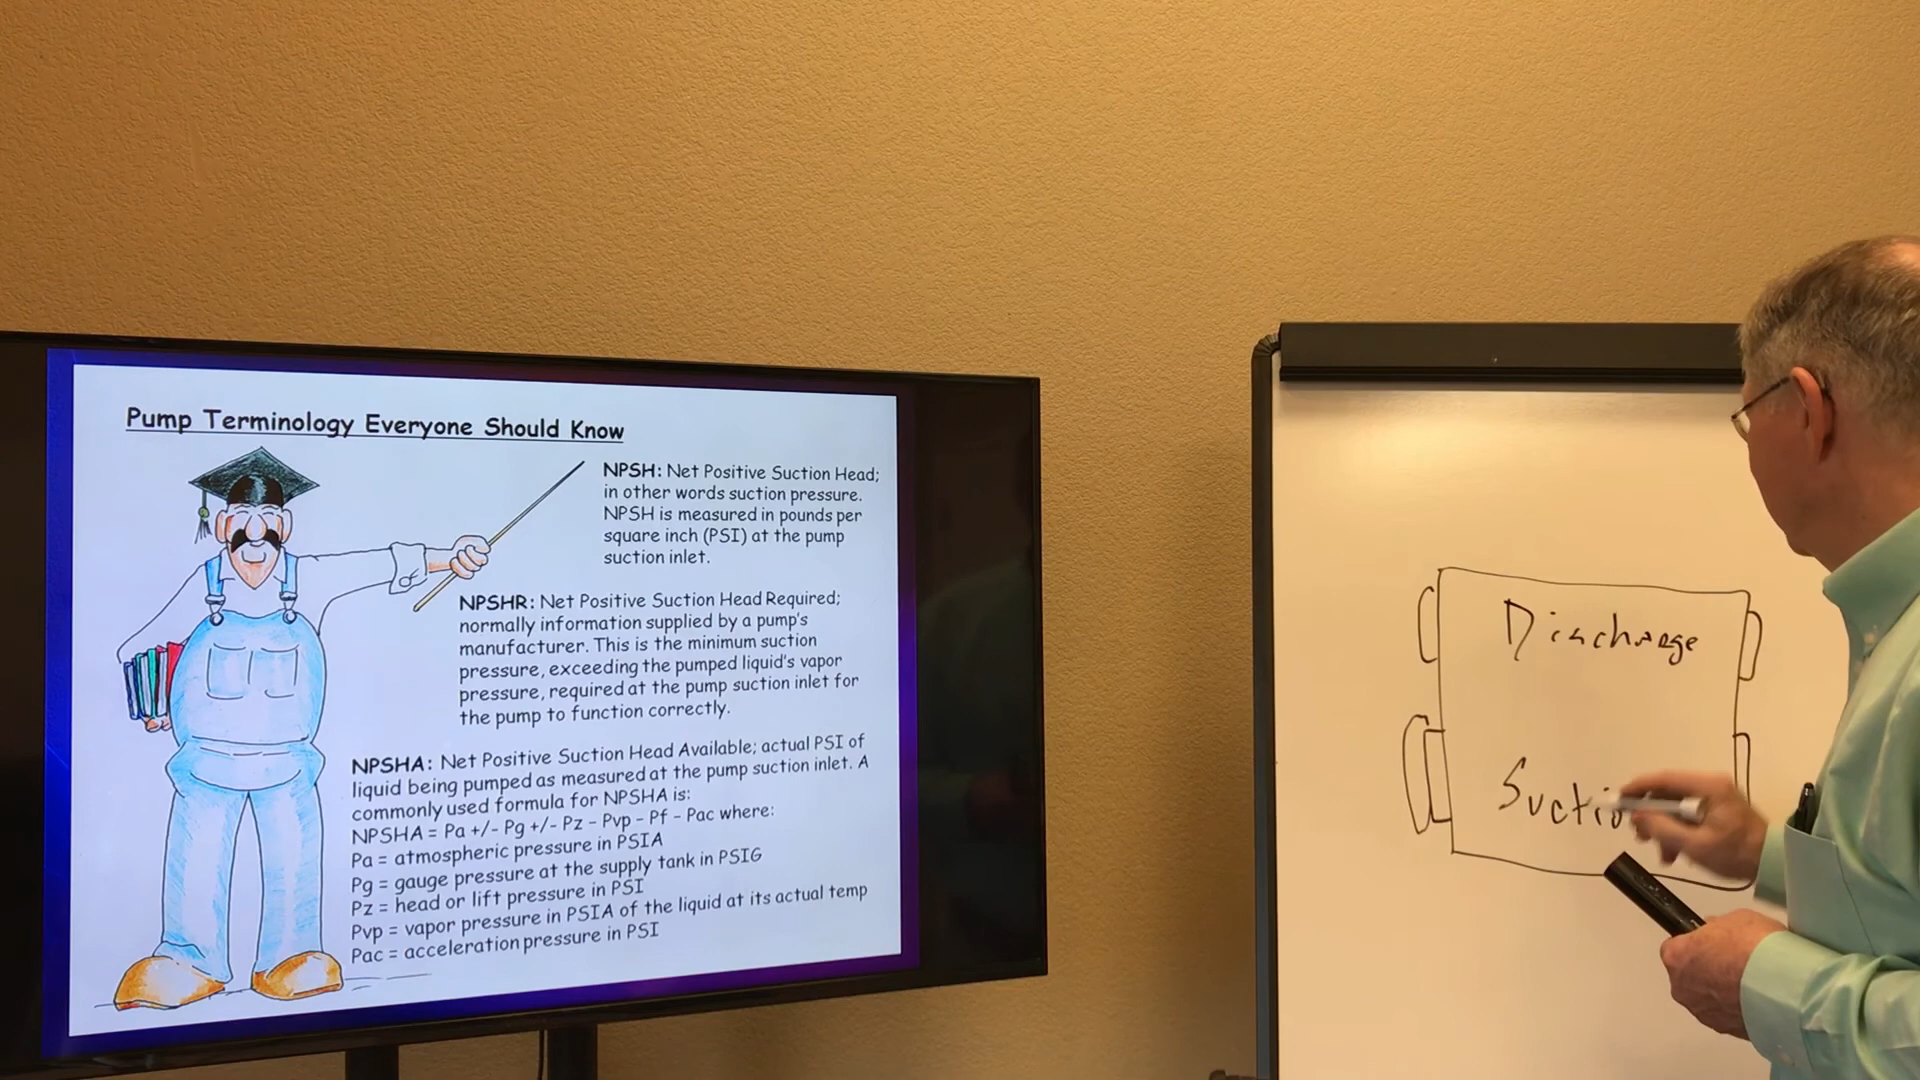 Pump Terminology Everyone Should Know
NPSH: Net Positive Suction Head;
in other words suction pressure.
NPSH is measured in pounds per
square inch (PSI) at the pump
suction inlet.
NPSHR: Net Positive Suction Head Required;
normally information supplied by a pump's
manufacturer. This is the minimum suction
pressure, exceeding the pumped liquid's vapor
pressure, required at the pump suction inlet for
the pump to function correctly.
NPSHA: Net Positive Suction Head Available; actual PSI of
liquid being pumped as measured at the pump suction inlet. A
commonly used formula for NPSHA is:
NPSHA = Pa +/- Pg +/- Pz - Pvp - Pf - Pac where:
Pa = atmospheric pressure in PSIA
Pg = gauge pressure at the supply tank in PSIG
Pz = head or lift pressure in PSI
Pvp = vapor pressure in PSIA of the liquid at its actual temp
Pac = acceleration pressure in PSI
Discharge
Suctio